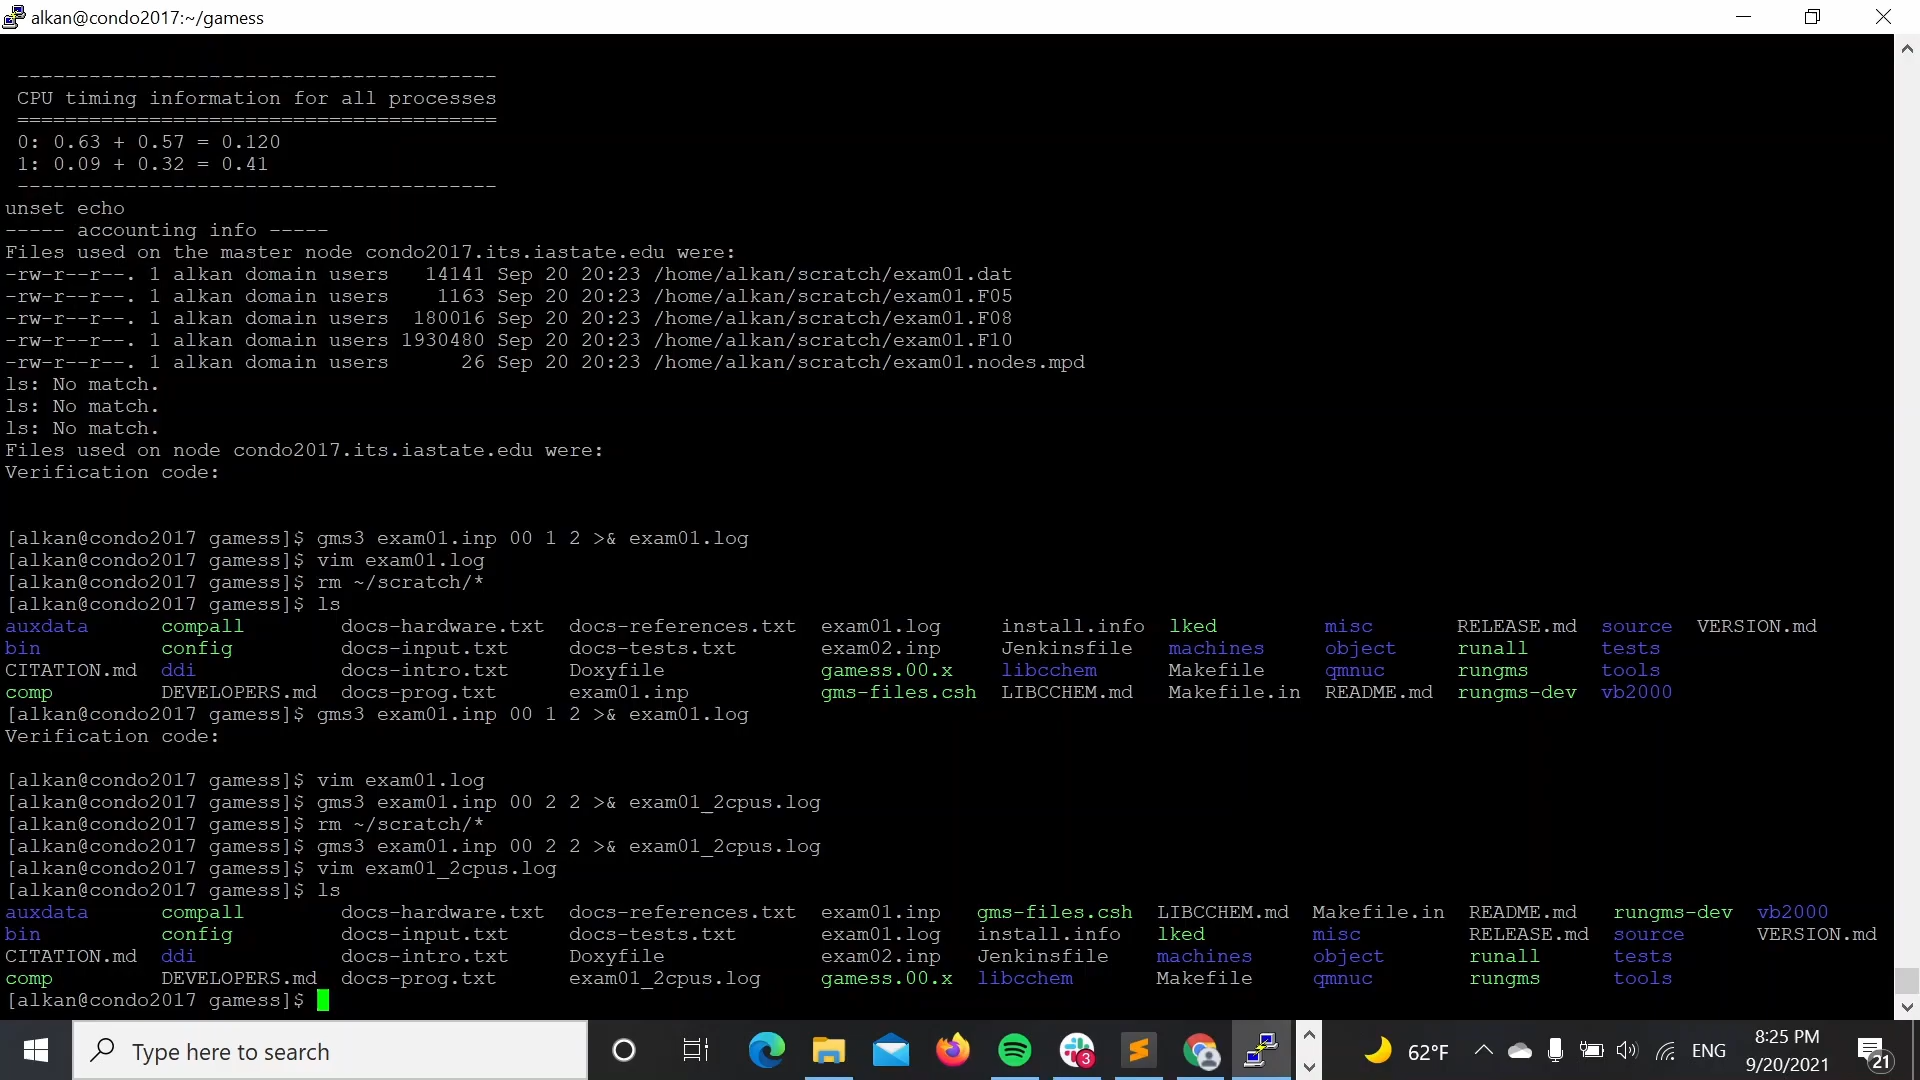 alkan@condo2017:~/gamess
----------------------------------------
CPU timing information for all processes
========================================
0: 0.63 + 0.57 = 0.120
1: 0.09 + 0.32 = 0.41
----------------------------------------
unset echo
----- accounting info -----
Files used on the master node condo2017.its.iastate.edu were:
-rw-r--r--. 1 alkan domain users   14141 Sep 20 20:23 /home/alkan/scratch/exam01.dat
-rw-r--r--. 1 alkan domain users    1163 Sep 20 20:23 /home/alkan/scratch/exam01.F05
-rw-r--r--. 1 alkan domain users  180016 Sep 20 20:23 /home/alkan/scratch/exam01.F08
-rw-r--r--. 1 alkan domain users 1930480 Sep 20 20:23 /home/alkan/scratch/exam01.F10
-rw-r--r--. 1 alkan domain users      26 Sep 20 20:23 /home/alkan/scratch/exam01.nodes.mpd
ls: No match.
ls: No match.
ls: No match.
Files used on node condo2017.its.iastate.edu were:
Verification code:
[alkan@condo2017 gamess]$ gms3 exam01.inp 00 1 2 >& exam01.log
[alkan@condo2017 gamess]$ vim exam01.log
[alkan@condo2017 gamess]$ rm ~/scratch/*
[alkan@condo2017 gamess]$ ls
auxdata      compall        docs-hardware.txt  docs-references.txt  exam01.log     install.info  lked         misc       RELEASE.md  source  VERSION.md
bin          config         docs-input.txt     docs-tests.txt       exam02.inp     Jenkinsfile   machines     object     runall      tests
CITATION.md  ddi            docs-intro.txt     Doxyfile             gamess.00.x    libcchem      Makefile     qmnuc      rungms      tools
comp         DEVELOPERS.md  docs-prog.txt      exam01.inp           gms-files.csh  LIBCCHEM.md   Makefile.in  README.md  rungms-dev  vb2000
[alkan@condo2017 gamess]$ gms3 exam01.inp 00 1 2 >& exam01.log
Verification code:
[alkan@condo2017 gamess]$ vim exam01.log
[alkan@condo2017 gamess]$ gms3 exam01.inp 00 2 2 >& exam01_2cpus.log
[alkan@condo2017 gamess]$ rm ~/scratch/*
[alkan@condo2017 gamess]$ gms3 exam01.inp 00 2 2 >& exam01_2cpus.log
[alkan@condo2017 gamess]$ vim exam01_2cpus.log
[alkan@condo2017 gamess]$ ls
auxdata      compall        docs-hardware.txt  docs-references.txt  exam01.inp   gms-files.csh  LIBCCHEM.md  Makefile.in  README.md   rungms-dev  vb2000
bin          config         docs-input.txt     docs-tests.txt       exam01.log   install.info   lked         misc         RELEASE.md  source      VERSION.md
CITATION.md  ddi            docs-intro.txt     Doxyfile             exam02.inp   Jenkinsfile    machines     object       runall      tests
comp         DEVELOPERS.md  docs-prog.txt      exam01_2cpus.log     gamess.00.x  libcchem       Makefile     qmnuc        rungms      tools
[alkan@condo2017 gamess]$
Type here to search
3
62°F
ENG
8:25 PM
9/20/2021
21